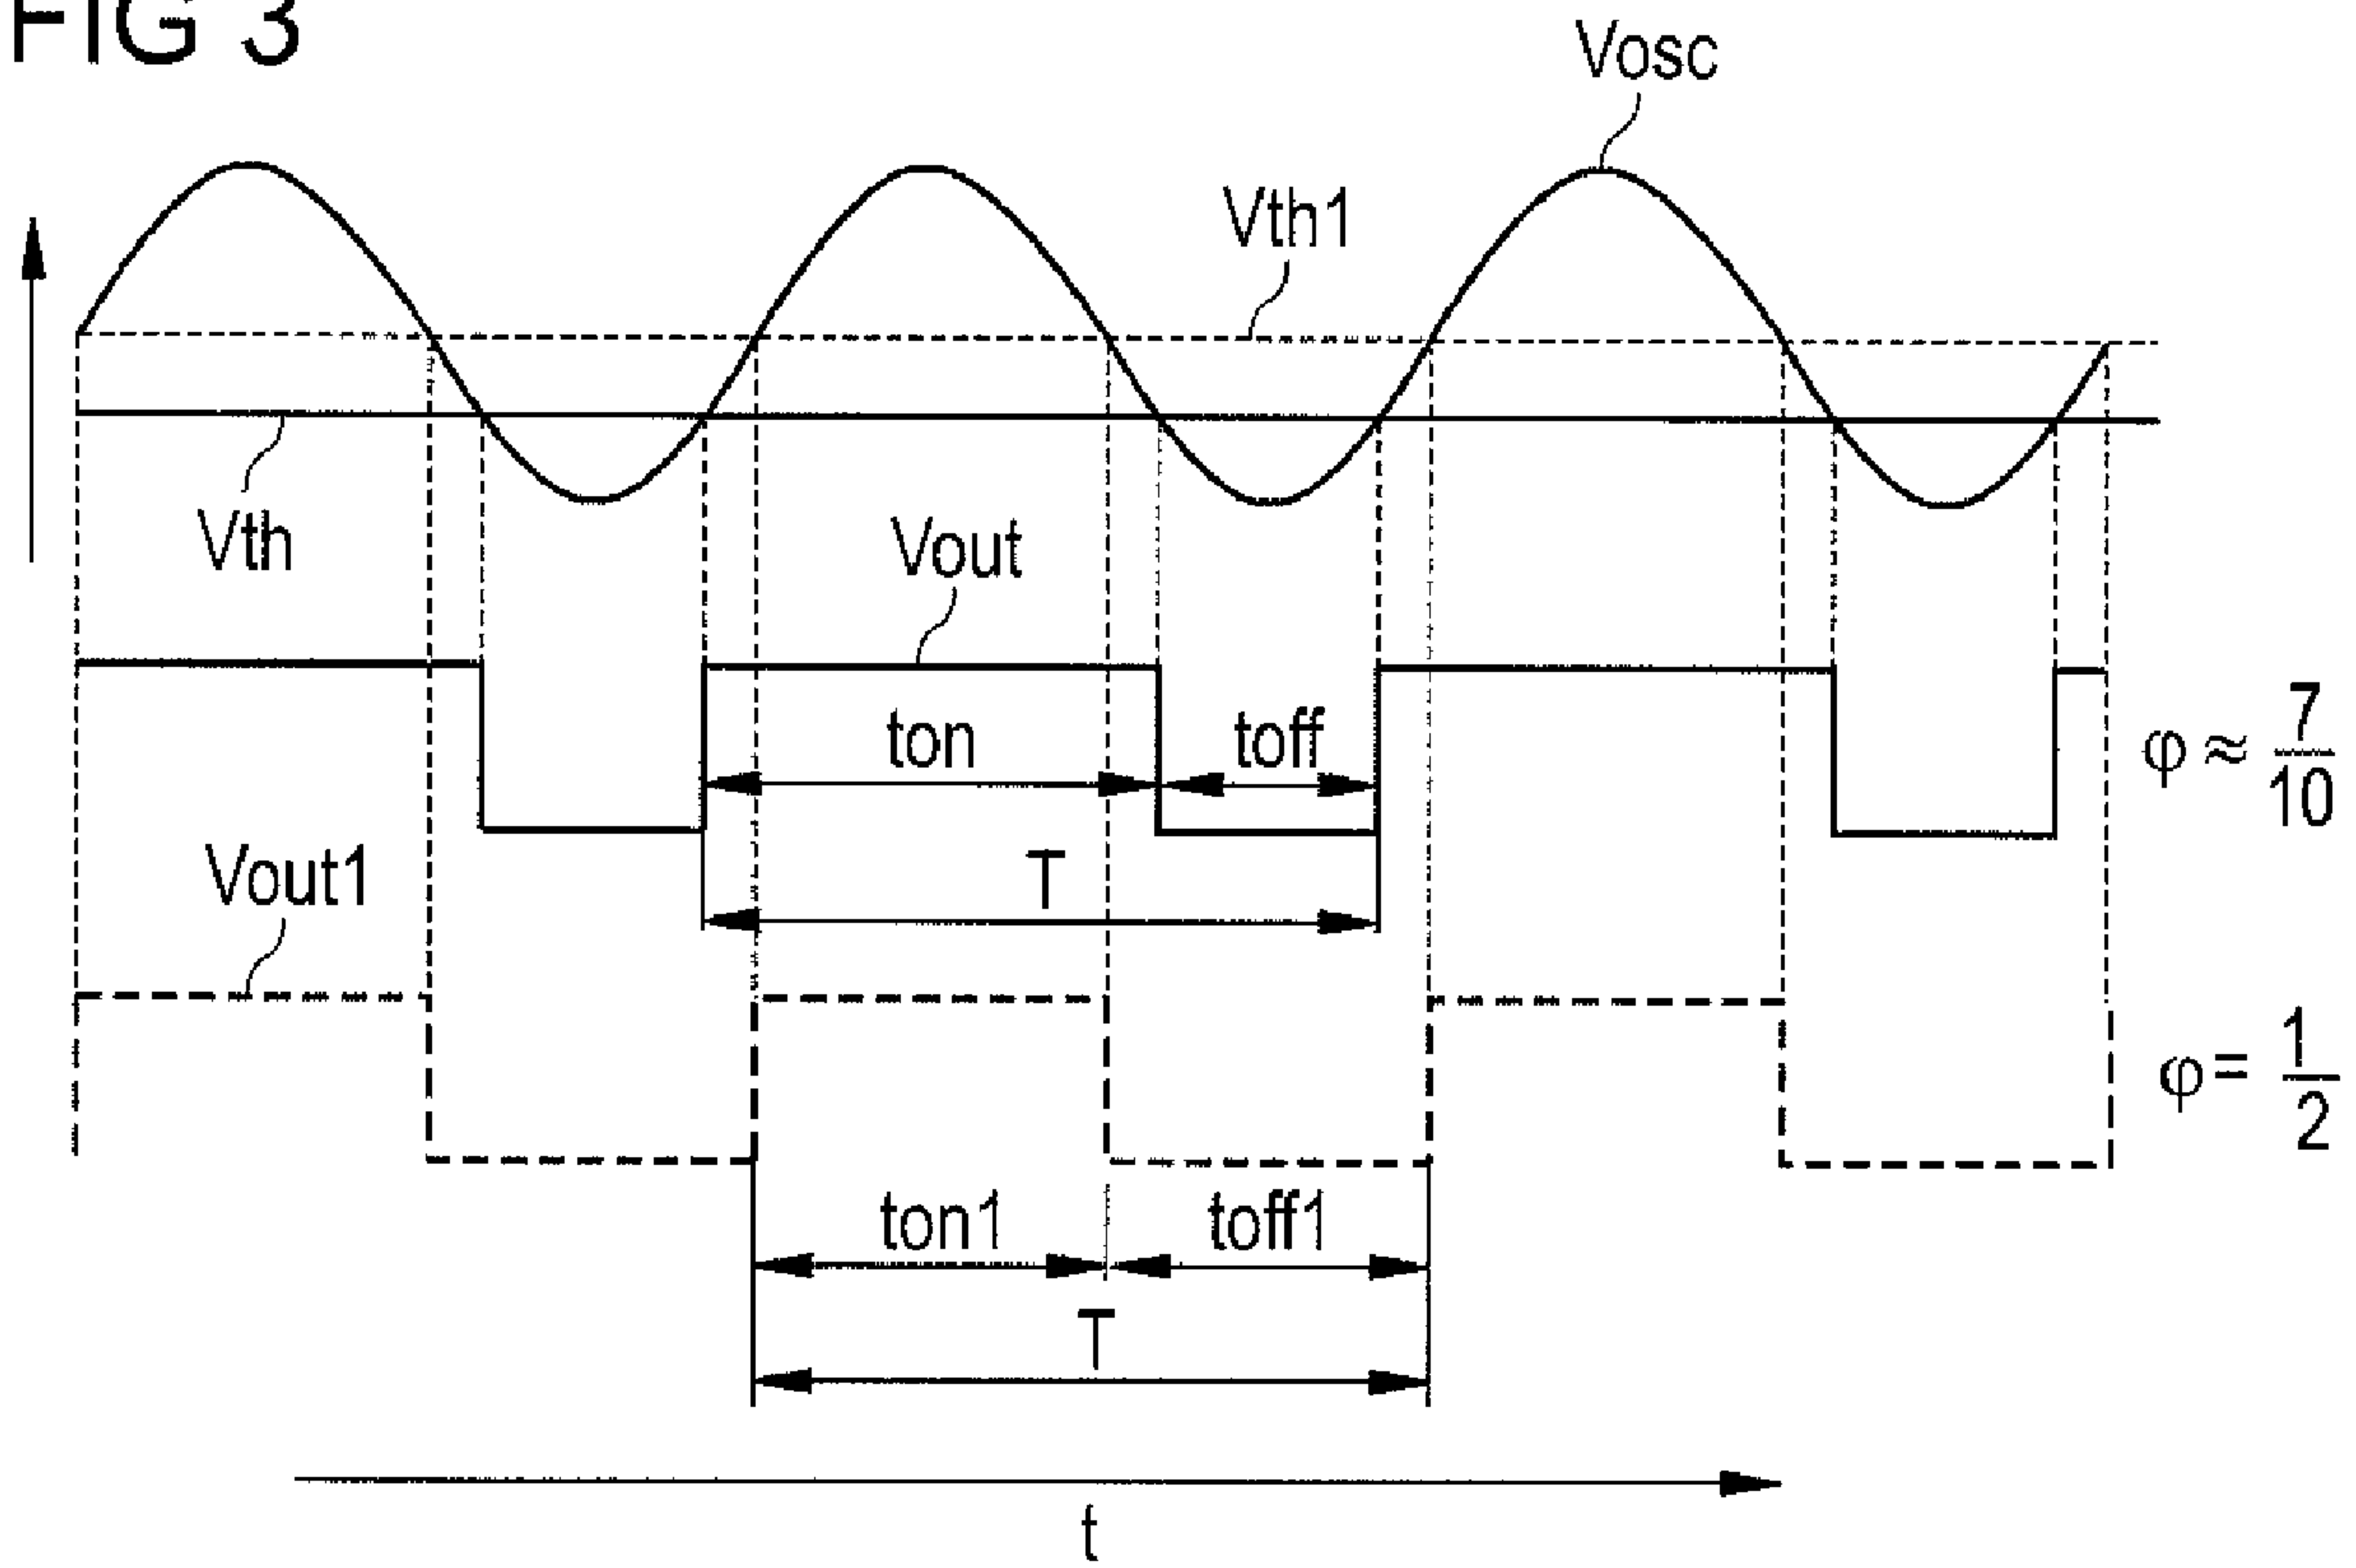 FIG 3
Vosc
Vth1
Vth
Vout
ton
toff
φ ≈ 7/10
T
Vout1
φ = 1/2
ton1
toff1
T
t